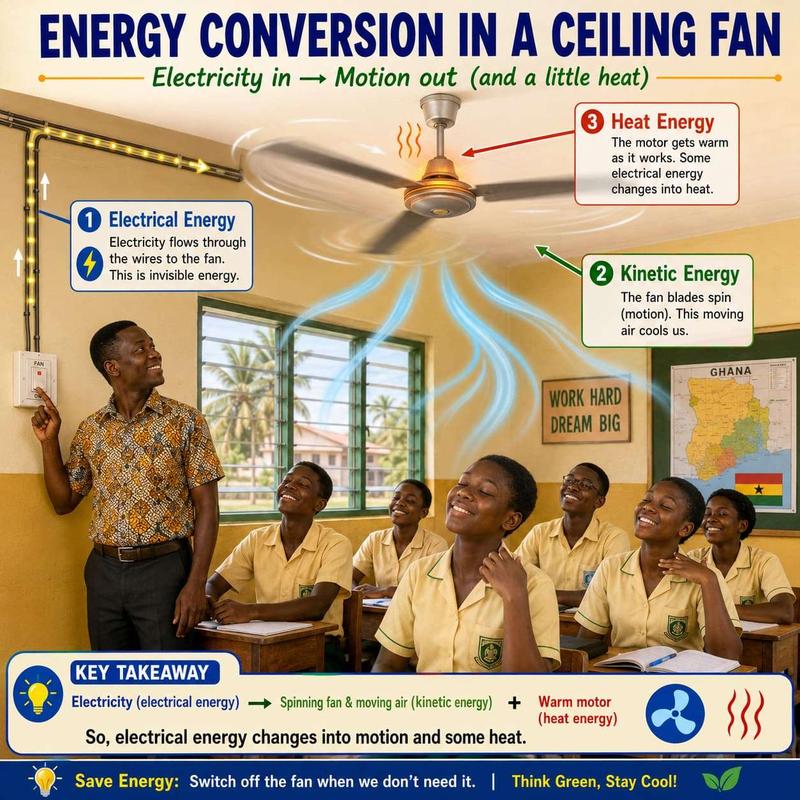 ENERGY CONVERSION IN A CEILING FAN
Electricity in → Motion out (and a little heat)
3 Heat Energy
The motor gets warm
as it works. Some
electrical energy
changes into heat.
1 Electrical Energy
Electricity flows through
the wires to the fan.
This is invisible energy.
2 Kinetic Energy
The fan blades spin
(motion). This moving
air cools us.
FAN
GHANA
WORK HARD
DREAM BIG
KEY TAKEAWAY
Electricity (electrical energy) → Spinning fan & moving air (kinetic energy) + Warm motor
(heat energy)
So, electrical energy changes into motion and some heat.
Save Energy: Switch off the fan when we don't need it. | Think Green, Stay Cool!